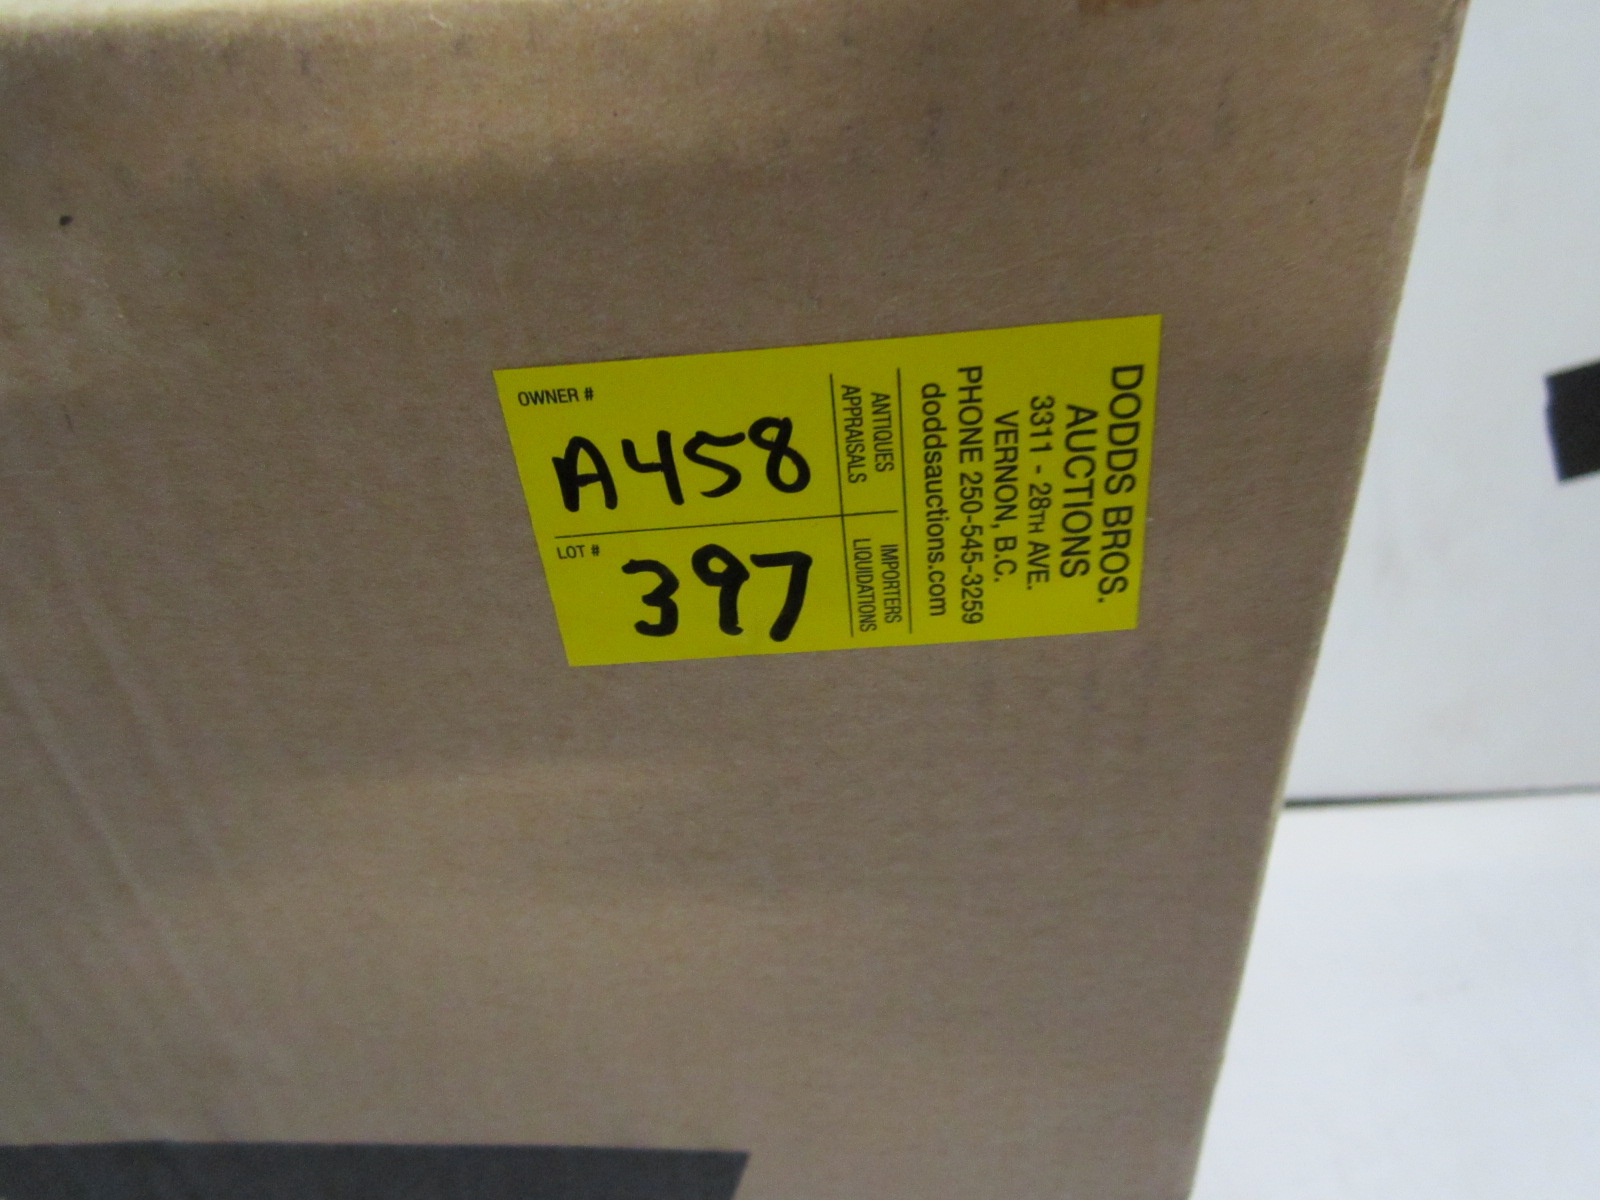 DODDS BROS.
AUCTIONS
3311 - 28TH AVE.
VERNON, B.C.
PHONE 250-545-3259
doddsauctions.com
ANTIQUES
APPRAISALS
IMPORTERS
LIQUIDATIONS
OWNER #
A458
LOT #
397